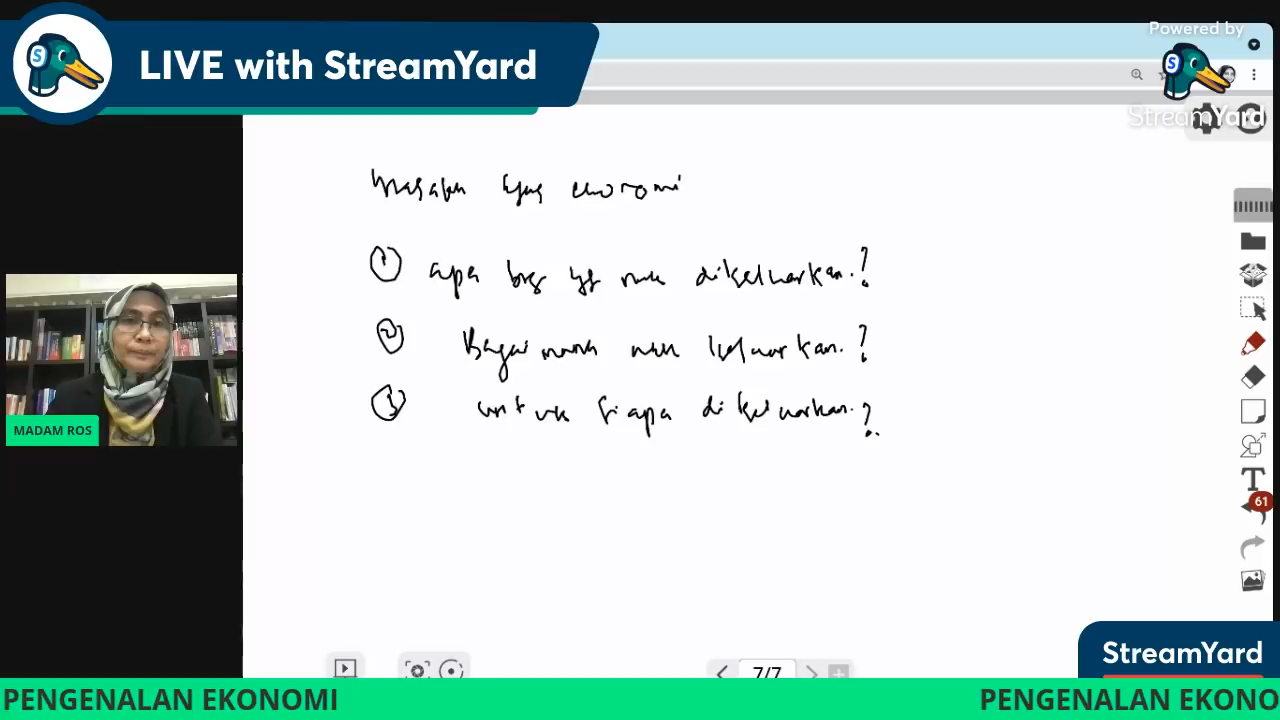 Powered by
LIVE with StreamYard
StreamYard
Masalah asas ekonomi
1 apa brg yg nak dikeluarkan.?
2 Bagaimana nak keluarkan.?
3 untuk siapa dikeluarkan.?
MADAM ROS
61
7/7
StreamYard
PENGENALAN EKONOMI
PENGENALAN EKONO